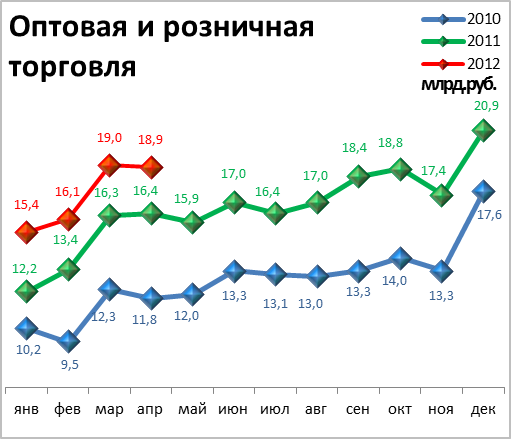 Оптовая и розничная
торговля
2010
2011
2012
млрд.руб.
15,4 16,1 19,0 18,9
12,2 13,4 16,3 16,4 15,9 17,0 16,4 17,0 18,4 18,8 17,4 20,9
10,2 9,5 12,3 11,8 12,0 13,3 13,1 13,0 13,3 14,0 13,3 17,6
янв фев мар апр май июн июл авг сен окт ноя дек